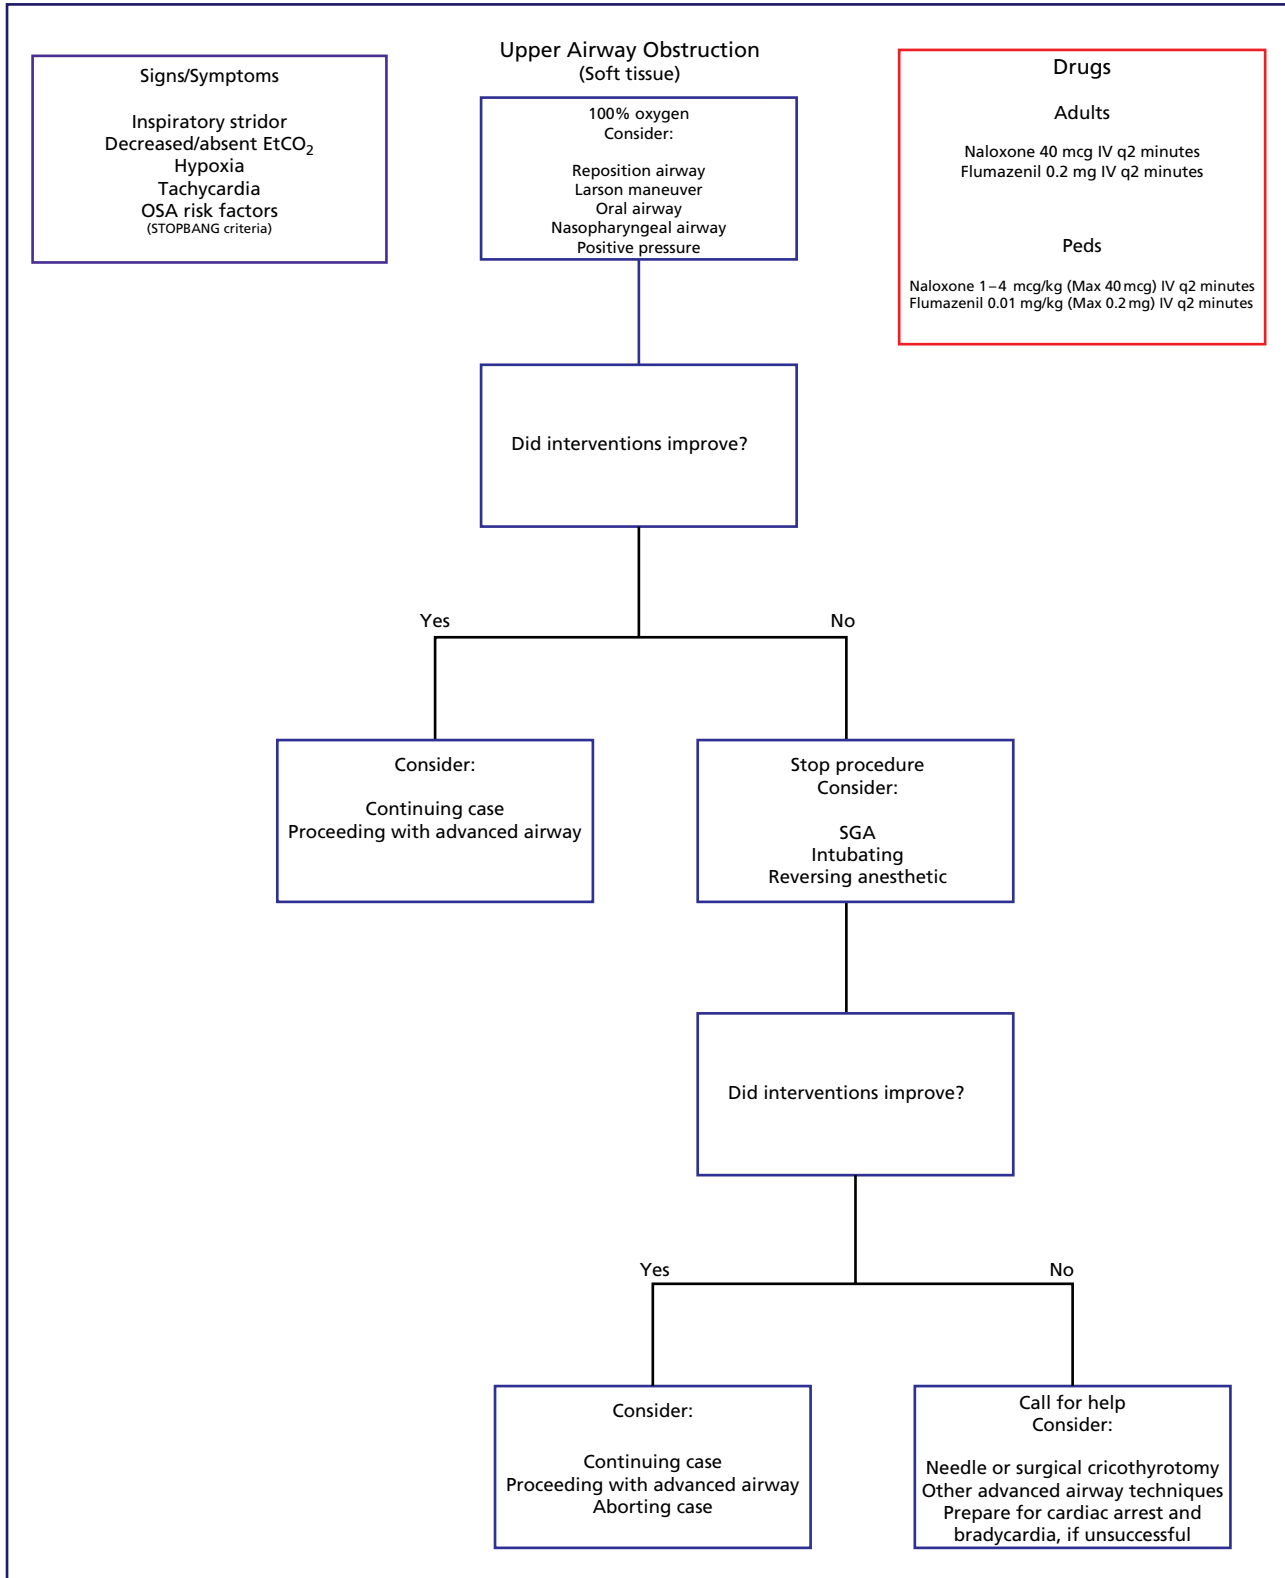 Upper Airway Obstruction
(Soft tissue)
Signs/Symptoms
Inspiratory stridor
Decreased/absent EtCO₂
Hypoxia
Tachycardia
OSA risk factors
(STOPBANG criteria)
100% oxygen
Consider:
Reposition airway
Larson maneuver
Oral airway
Nasopharyngeal airway
Positive pressure
Drugs
Adults
Naloxone 40 mcg IV q2 minutes
Flumazenil 0.2 mg IV q2 minutes
Peds
Naloxone 1–4 mcg/kg (Max 40 mcg) IV q2 minutes
Flumazenil 0.01 mg/kg (Max 0.2 mg) IV q2 minutes
Did interventions improve?
Yes
No
Consider:
Continuing case
Proceeding with advanced airway
Stop procedure
Consider:
SGA
Intubating
Reversing anesthetic
Did interventions improve?
Yes
No
Consider:
Continuing case
Proceeding with advanced airway
Aborting case
Call for help
Consider:
Needle or surgical cricothyrotomy
Other advanced airway techniques
Prepare for cardiac arrest and
bradycardia, if unsuccessful